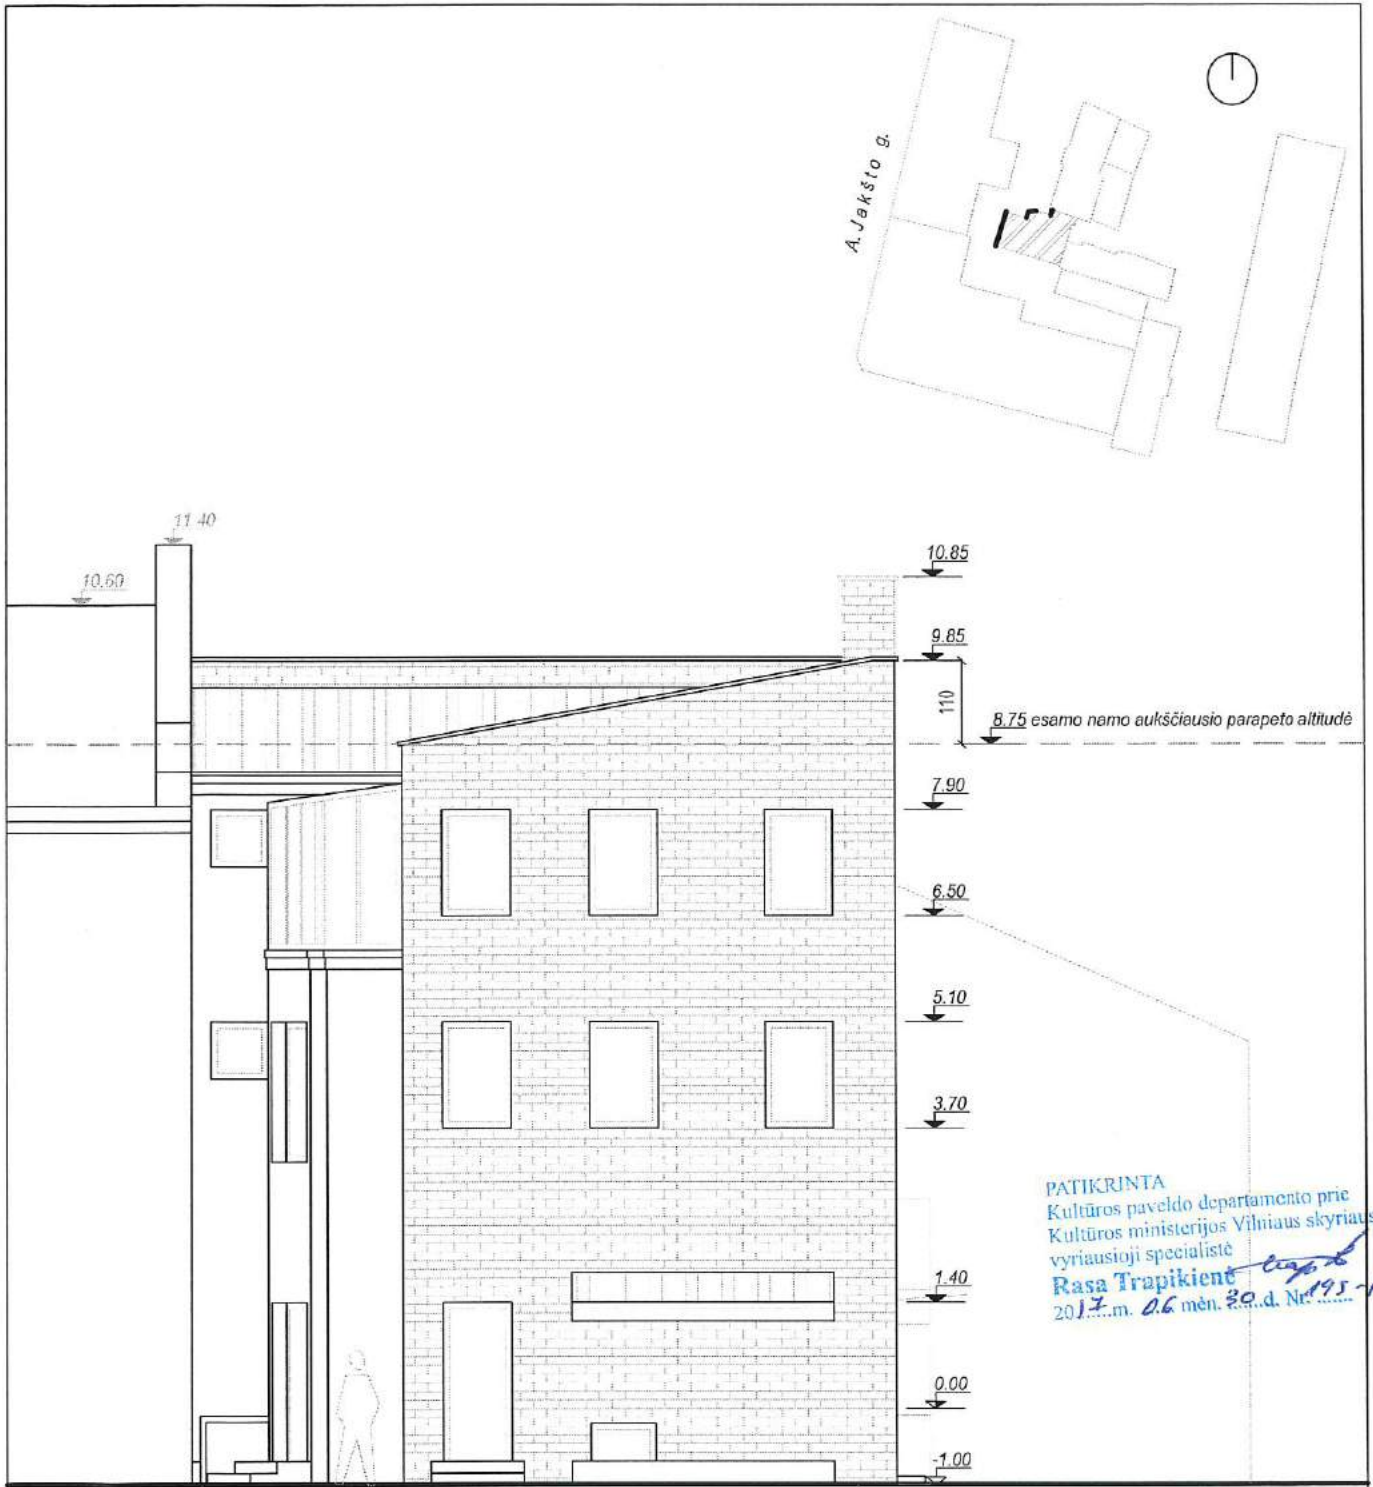 A.Jakšto g.
11.40
10.60
10.85
9.85
110
8.75 esamo namo aukščiausio parapeto altitudė
7.90
6.50
5.10
3.70
1.40
0.00
-1.00
PATIKRINTA
Kultūros paveldo departamento prie
Kultūros ministerijos Vilniaus skyriaus
vyriausioji specialistė
Rasa Trapikienė
2017 m. 06 mėn. 30 d. Nr. 195-